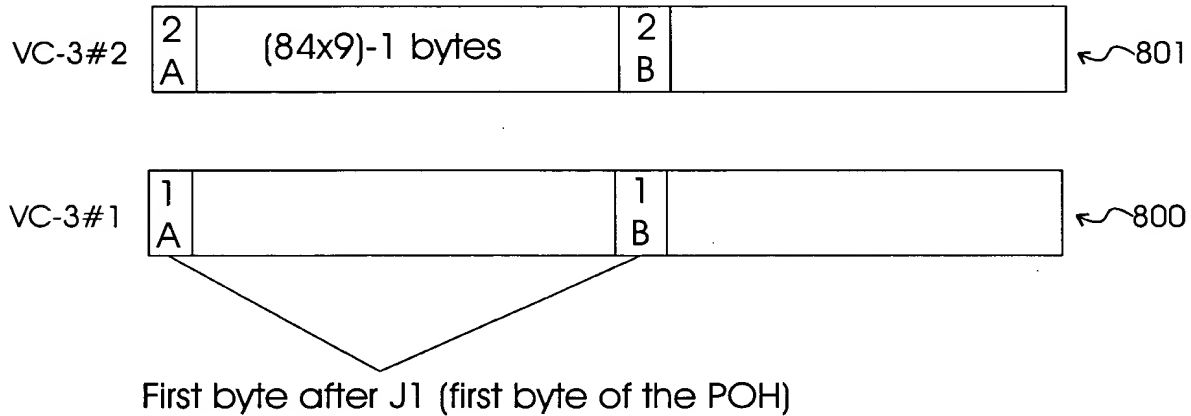 VC-3#2 2 A (84x9)-1 bytes 2 B 801
VC-3#1 1 A 1 B 800
First byte after J1 (first byte of the POH)